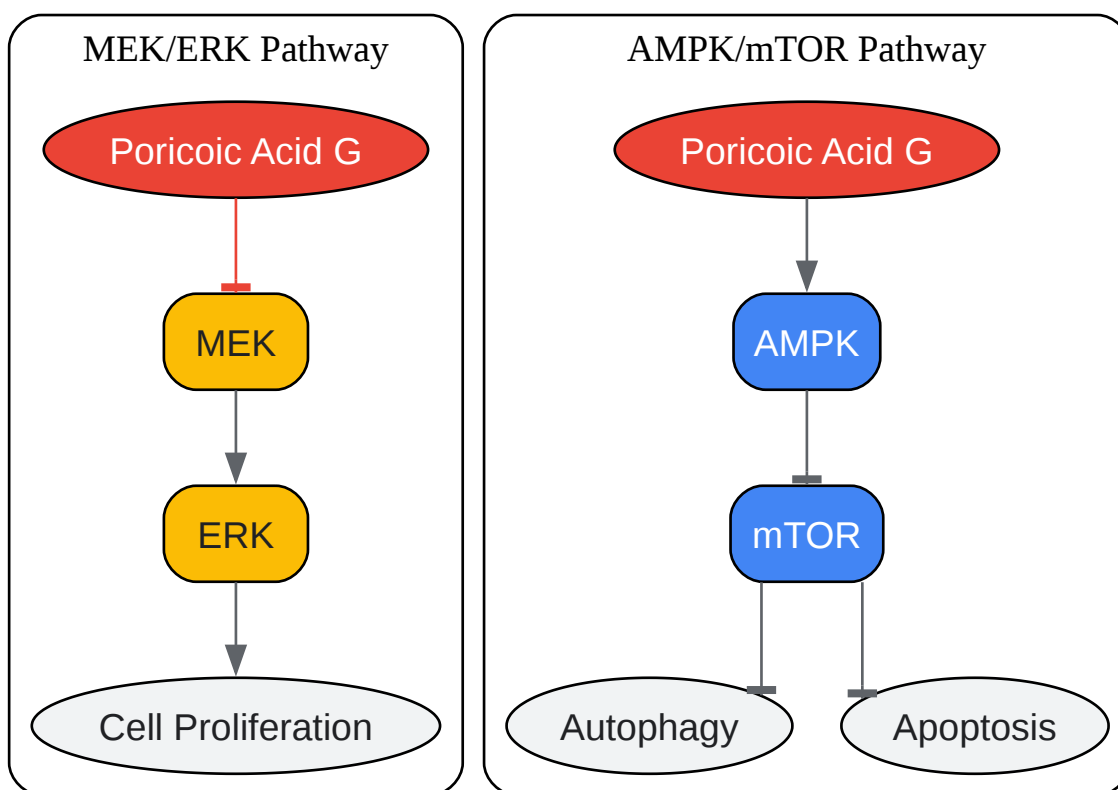 MEK/ERK Pathway
Poricoic Acid G
MEK
ERK
Cell Proliferation
AMPK/mTOR Pathway
Poricoic Acid G
AMPK
mTOR
Autophagy
Apoptosis